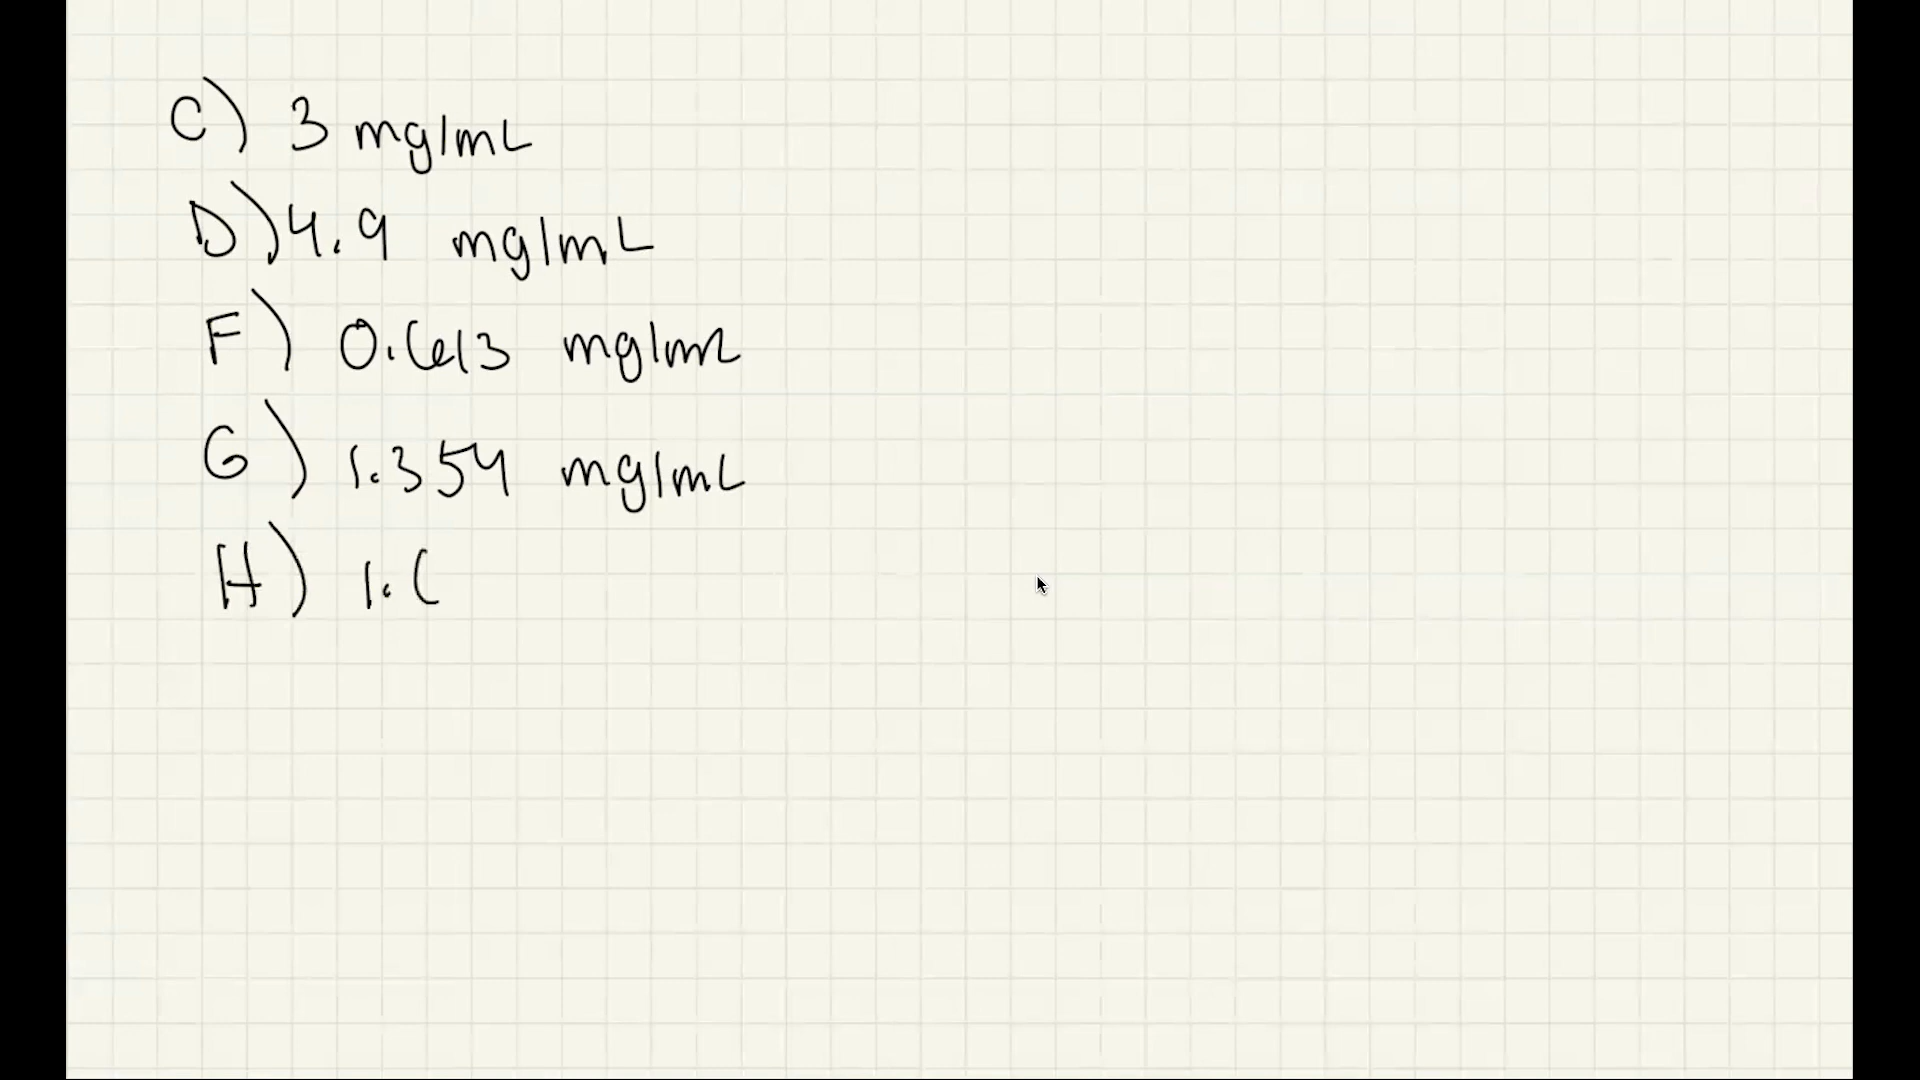 C) 3 mg/mL
D) 4.9 mg/mL
F) 0.613 mg/mL
G) 1.354 mg/mL
H) 1.(